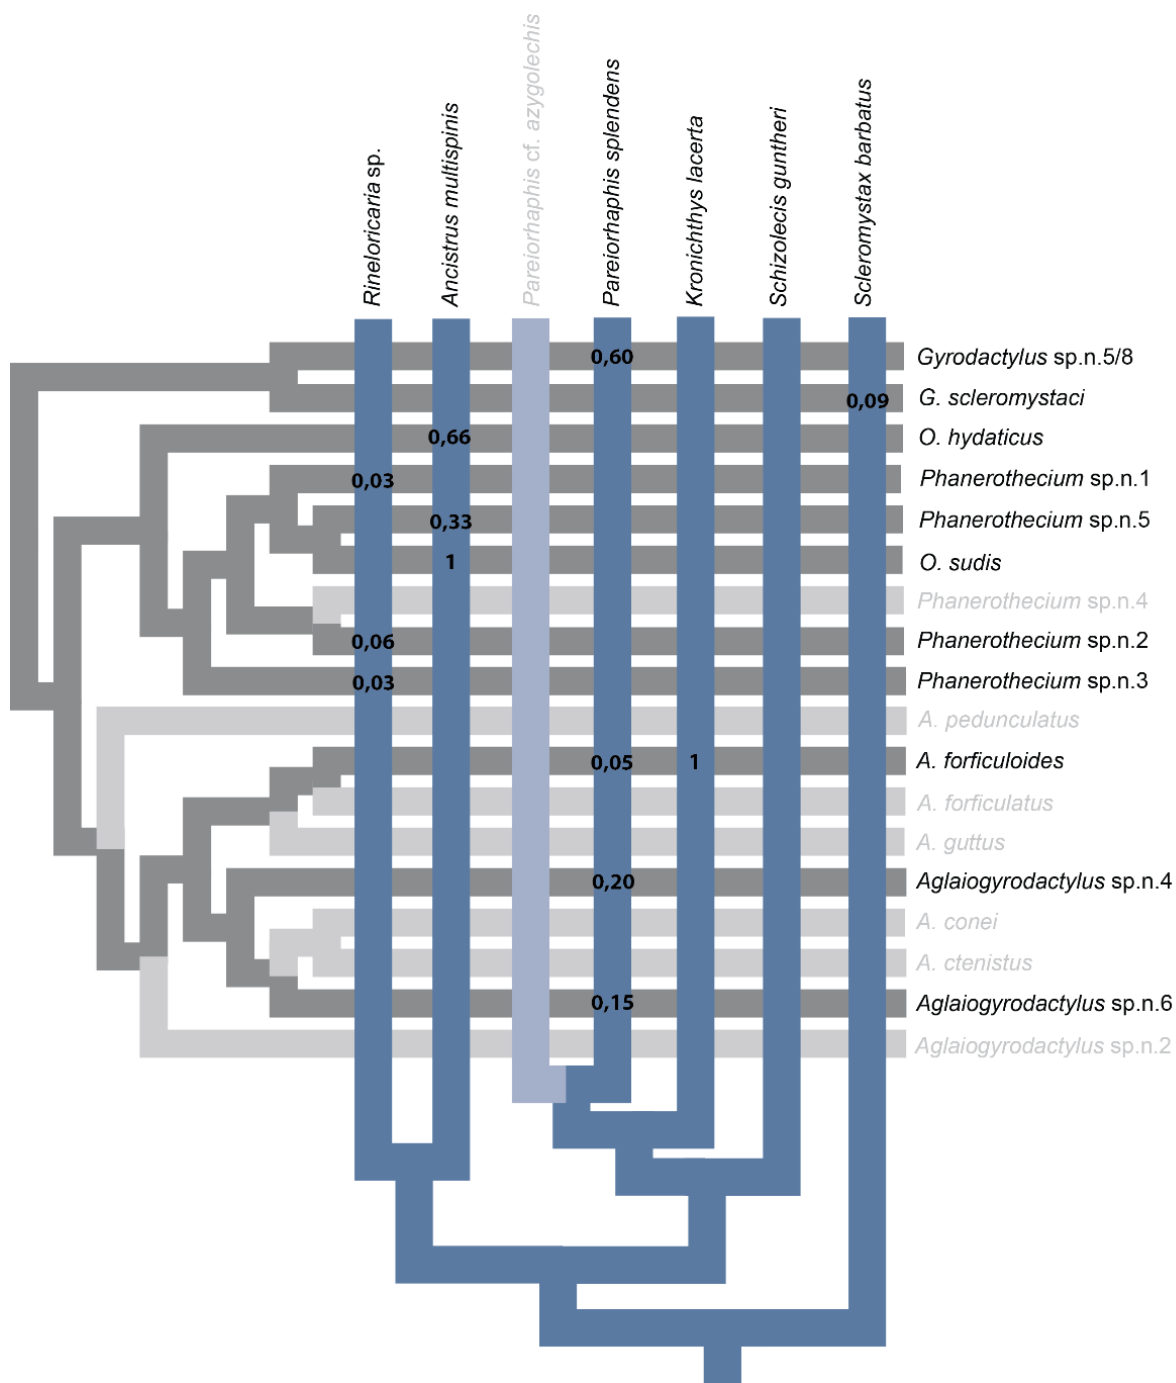 Rineloricaria sp.
Ancistrus multispinis
Pareiorhaphis cf. azygolechis
Pareiorhaphis splendens
Kronichthys lacerta
Schizolecis guntheri
Scleromystax barbatus
0,60
Gyrodactylus sp.n.5/8
0,09
G. scleromystaci
0,66
O. hydaticus
0,03
Phanerothecium sp.n.1
0,33
Phanerothecium sp.n.5
1
O. sudis
Phanerothecium sp.n.4
0,06
Phanerothecium sp.n.2
0,03
Phanerothecium sp.n.3
A. pedunculatus
0,05
1
A. forficuloides
A. forficulatus
A. guttus
0,20
Aglaiogyrodactylus sp.n.4
A. conei
A. ctenistus
0,15
Aglaiogyrodactylus sp.n.6
Aglaiogyrodactylus sp.n.2